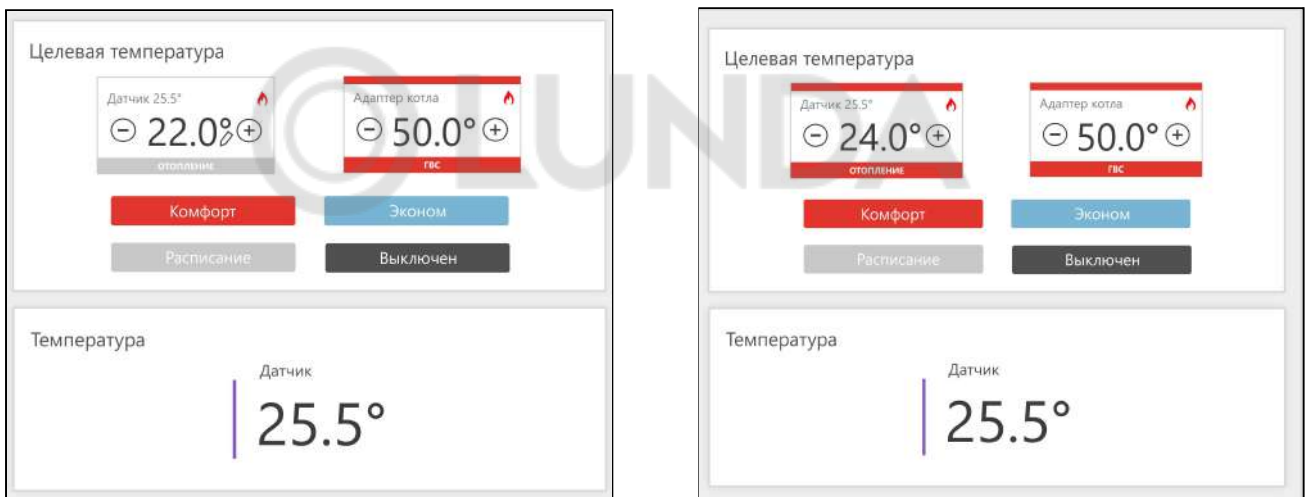 Целевая температура
Датчик 25.5°
22.0°
отопление
Адаптер котла
50.0°
ГВС
Комфорт
Эконом
Расписание
Выключен
Температура
Датчик
25.5°
Целевая температура
Датчик 25.5°
24.0°
отопление
Адаптер котла
50.0°
ГВС
Комфорт
Эконом
Расписание
Выключен
Температура
Датчик
25.5°
LUNDA